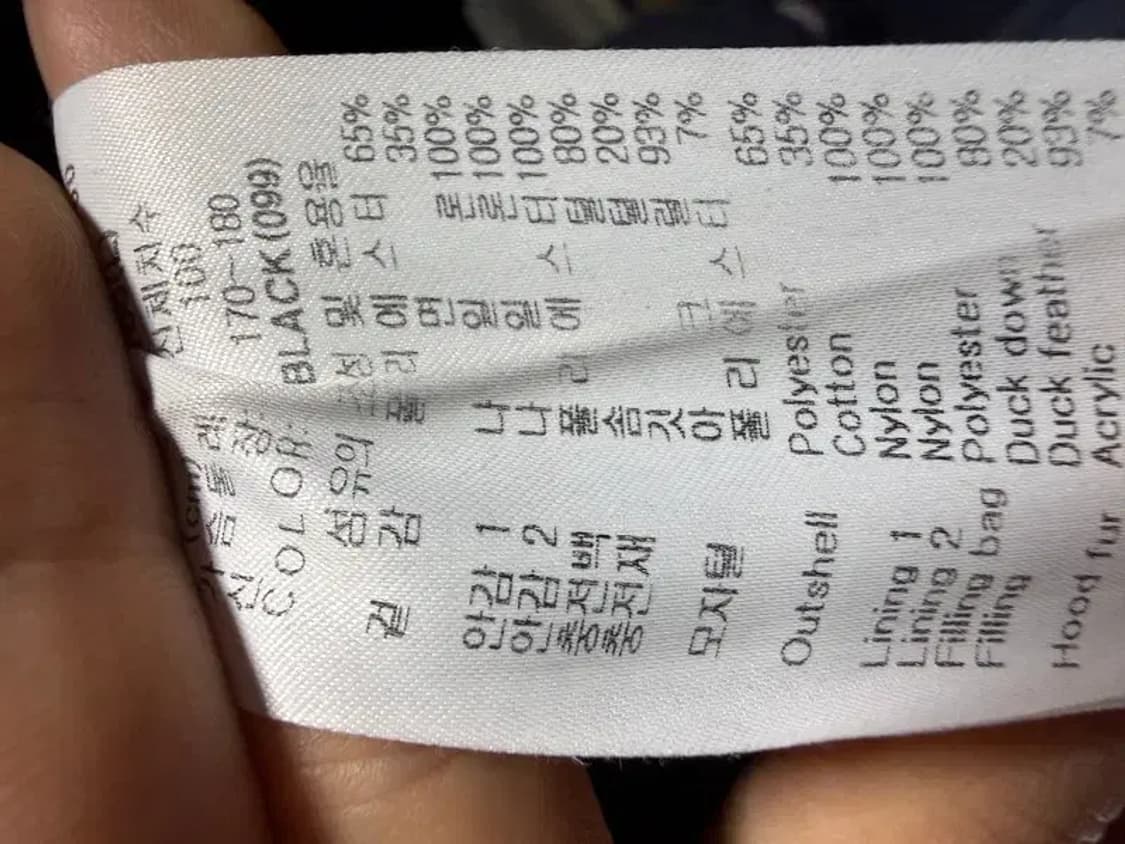 신체치수
(cm)
가슴둘레 100
신장: 170~180
COLOR: BLACK(099)
섬유의 조성 및 혼용율
겉감 폴리에스터 65%
면 35%
안감 1 나일론 100%
안감 2 나일론 100%
충전백 폴리에스터 100%
충전재 솜털 80%
깃털 20%
모자털 아크릴 93%
폴리에스터 7%
Outshell Polyester 65%
Cotton 35%
Lining 1 Nylon 100%
Lining 2 Nylon 100%
Filling bag Polyester 100%
Filling Duck down 80%
Duck feather 20%
Hood fur Acrylic 93%
7%